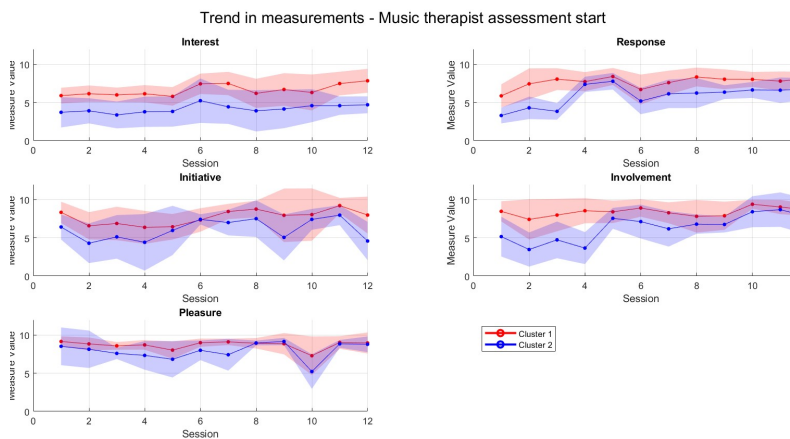 Trend in measurements - Music therapist assessment start
Interest
10
5
0
Measure Value
0 2 4 6 8 10 12
Session
Response
10
5
0
Measure Value
0 2 4 6 8 10
Session
Initiative
10
5
0
Measure Value
0 2 4 6 8 10 12
Session
Involvement
10
5
0
Measure Value
0 2 4 6 8 10
Session
Pleasure
10
5
0
Measure Value
0 2 4 6 8 10 12
Session
Cluster 1
Cluster 2